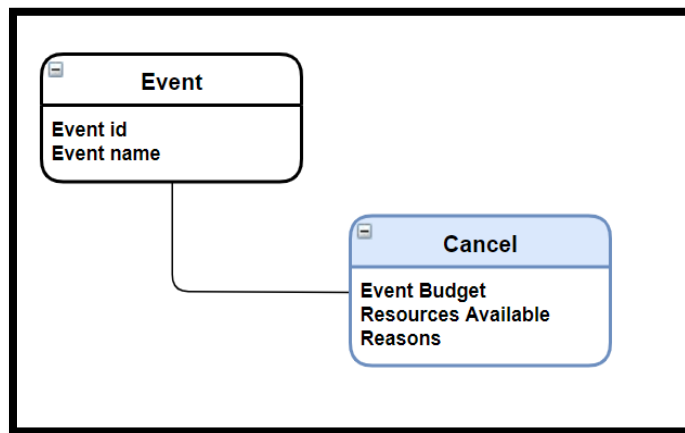 Event
Event id
Event name
Cancel
Event Budget
Resources Available
Reasons